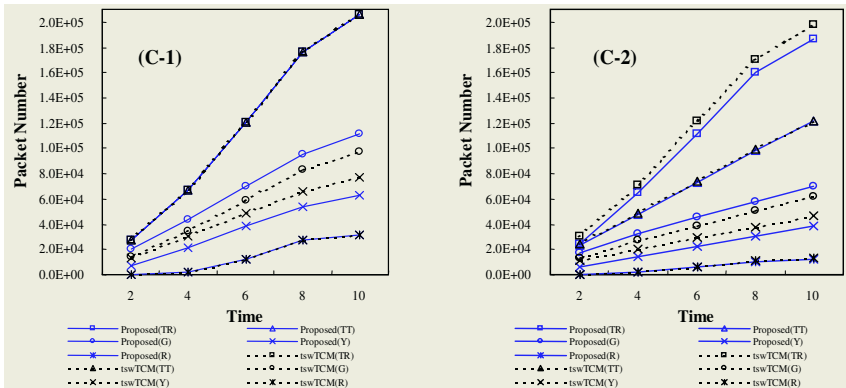 2.0E+05
1.8E+05
1.6E+05
1.4E+05
1.2E+05
1.0E+05
8.0E+04
6.0E+04
4.0E+04
2.0E+04
0.0E+00
Packet Number
(C-1)
2 4 6 8 10
Time
Proposed(TR) Proposed(TT)
Proposed(G) Proposed(Y)
Proposed(R) tswTCM(TR)
tswTCM(TT) tswTCM(G)
tswTCM(Y) tswTCM(R)
2.0E+05
1.8E+05
1.6E+05
1.4E+05
1.2E+05
1.0E+05
8.0E+04
6.0E+04
4.0E+04
2.0E+04
0.0E+00
Packet Number
(C-2)
2 4 6 8 10
Time
Proposed(TR) Proposed(TT)
Proposed(G) Proposed(Y)
Proposed(R) tswTCM(TR)
tswTCM(TT) tswTCM(G)
tswTCM(Y) tswTCM(R)